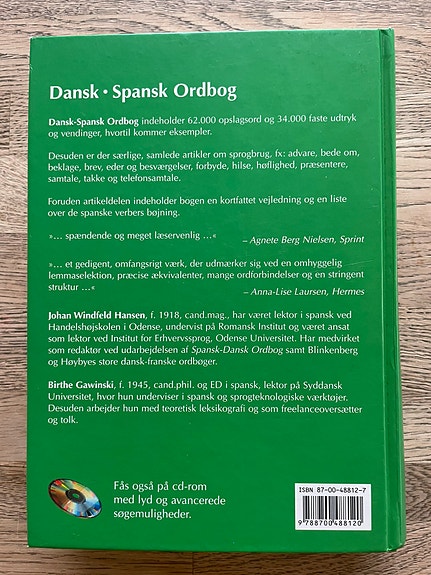 Dansk • Spansk Ordbog
Dansk-Spansk Ordbog indeholder 62.000 opslagsord og 34.000 faste udtryk
og vendinger, hvortil kommer eksempler.
Desuden er der særlige, samlede artikler om sprogbrug, fx: advare, bede om,
beklage, brev, eder og besværgelser, forbyde, hilse, høflighed, præsentere,
samtale, takke og telefonsamtale.
Foruden artikeldelen indeholder bogen en kortfattet vejledning og en liste
over de spanske verbers bøjning.
»... spændende og meget læservenlig ...«
– Agnete Berg Nielsen, Sprint
»... et gedigent, omfangsrigt værk, der udmærker sig ved en omhyggelig
lemmaselektion, præcise ækvivalenter, mange ordforbindelser og en stringent
struktur ...«
– Anna-Lise Laursen, Hermes
Johan Windfeld Hansen, f. 1918, cand.mag., har været lektor i spansk ved
Handelshøjskolen i Odense, undervist på Romansk Institut og været ansat
som lektor ved Institut for Erhvervssprog, Odense Universitet. Har medvirket
som redaktør ved udarbejdelsen af Spansk-Dansk Ordbog samt Blinkenberg
og Høybyes store dansk-franske ordbøger.
Birthe Gawinski, f. 1945, cand.phil. og ED i spansk, lektor på Syddansk
Universitet, hvor hun underviser i spansk og sprogteknologiske værktøjer.
Desuden arbejder hun med teoretisk leksikografi og som freelanceoversætter
og tolk.
Fås også på cd-rom
med lyd og avancerede
søgemuligheder.
ISBN 87-00-48812-7
9 788700 488120